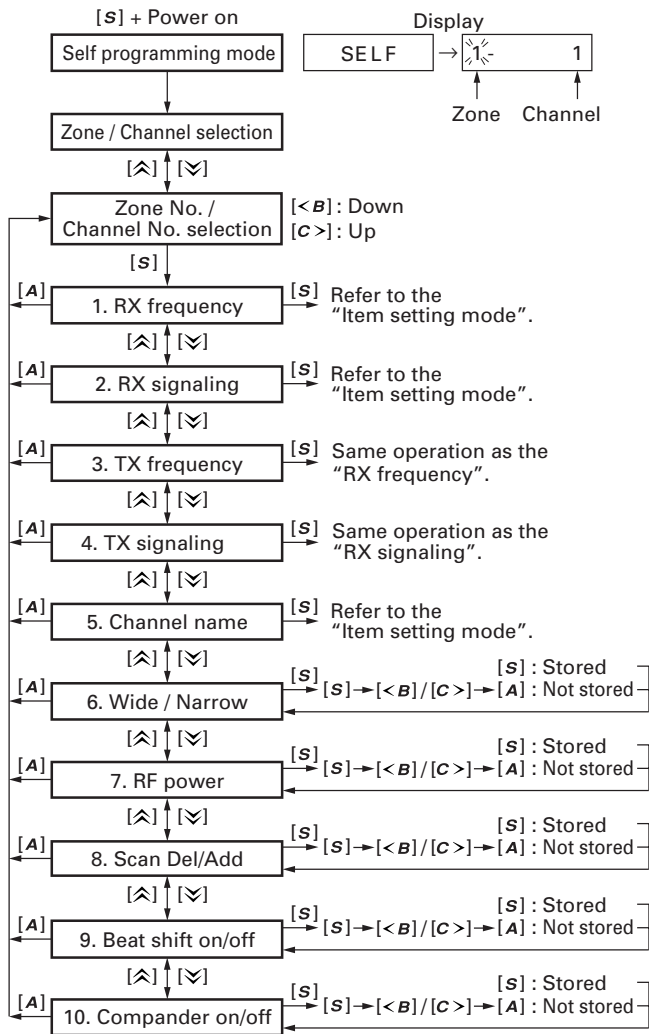 [S] + Power on
Display
Self programming mode
SELF → 1- 1
Zone Channel
Zone / Channel selection
[︽] [︾]
Zone No. /
Channel No. selection
[<B] : Down
[C>] : Up
[S]
[A] 1. RX frequency [S] Refer to the
"Item setting mode".
[︽] [︾]
[A] 2. RX signaling [S] Refer to the
"Item setting mode".
[︽] [︾]
[A] 3. TX frequency [S] Same operation as the
"RX frequency".
[︽] [︾]
[A] 4. TX signaling [S] Same operation as the
"RX signaling".
[︽] [︾]
[A] 5. Channel name [S] Refer to the
"Item setting mode".
[︽] [︾]
[S] : Stored
[A] 6. Wide / Narrow [S] [S]→[<B]/[C>]→[A] : Not stored
[︽] [︾]
[S] : Stored
[A] 7. RF power [S] [S]→[<B]/[C>]→[A] : Not stored
[︽] [︾]
[S] : Stored
[A] 8. Scan Del/Add [S] [S]→[<B]/[C>]→[A] : Not stored
[︽] [︾]
[S] : Stored
[A] 9. Beat shift on/off [S] [S]→[<B]/[C>]→[A] : Not stored
[︽] [︾]
[S] : Stored
[A] 10. Compander on/off [S] [S]→[<B]/[C>]→[A] : Not stored